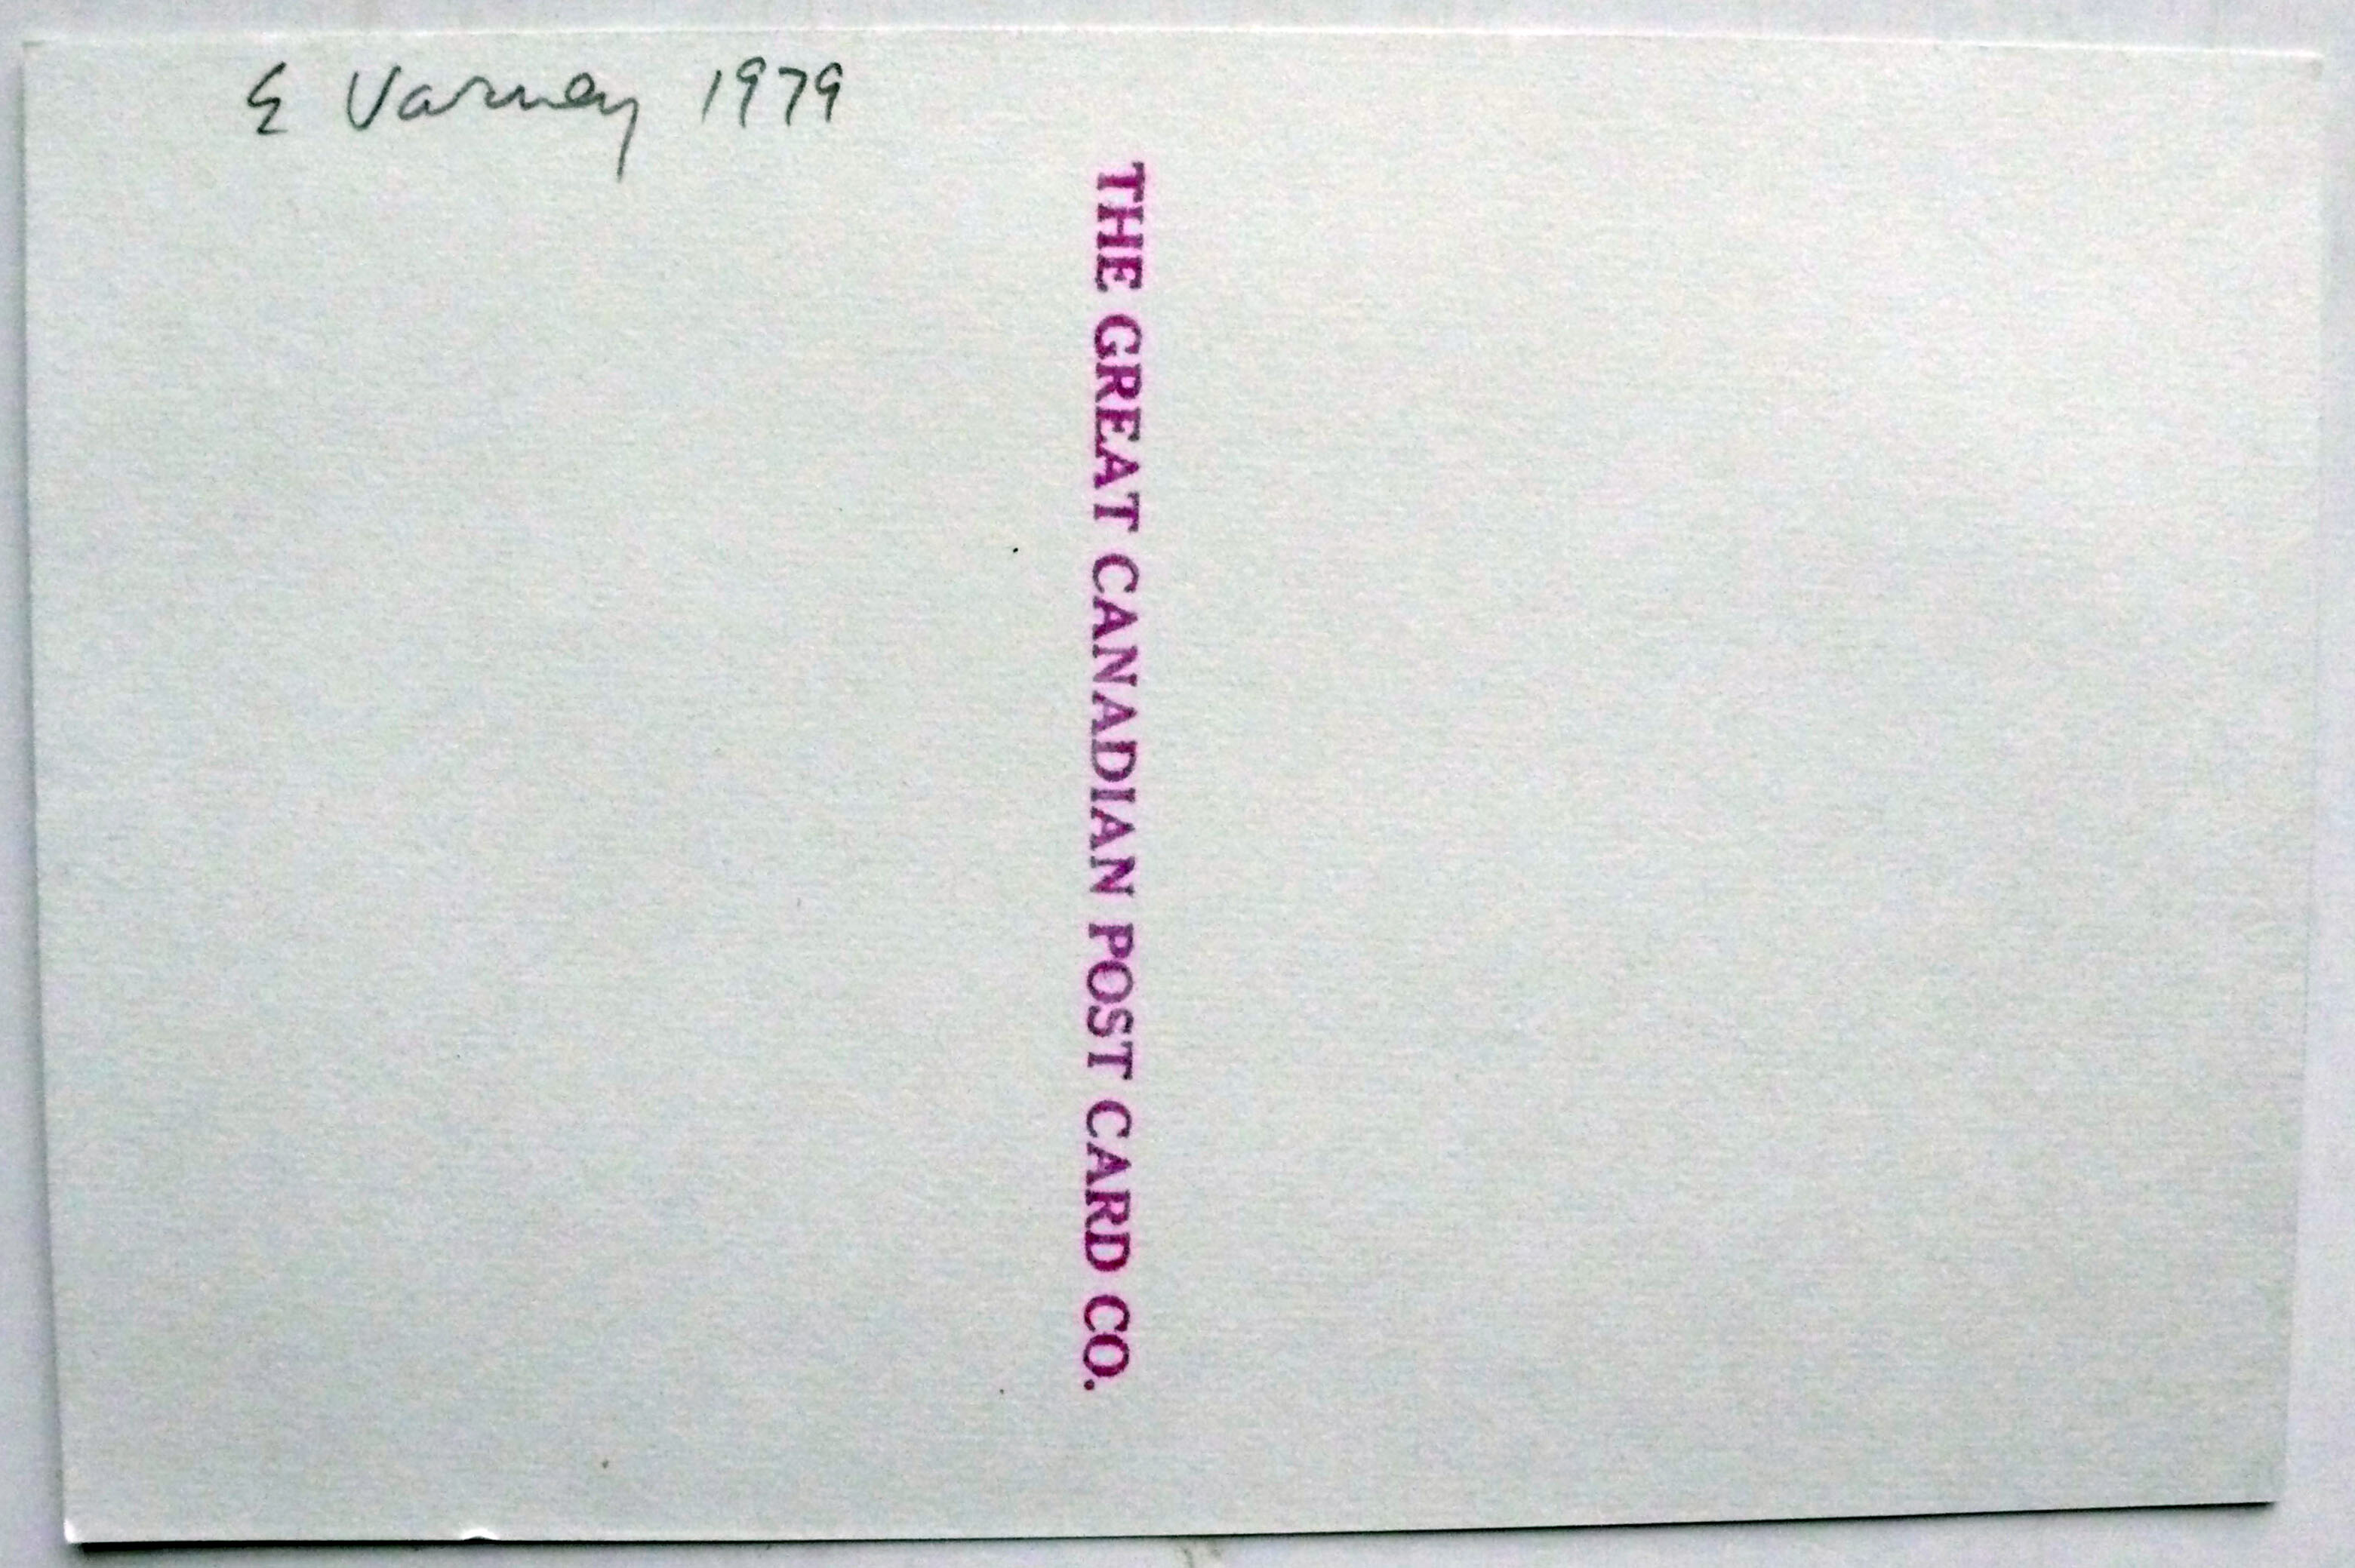 E Varney 1979
THE GREAT CANADIAN POST CARD CO.